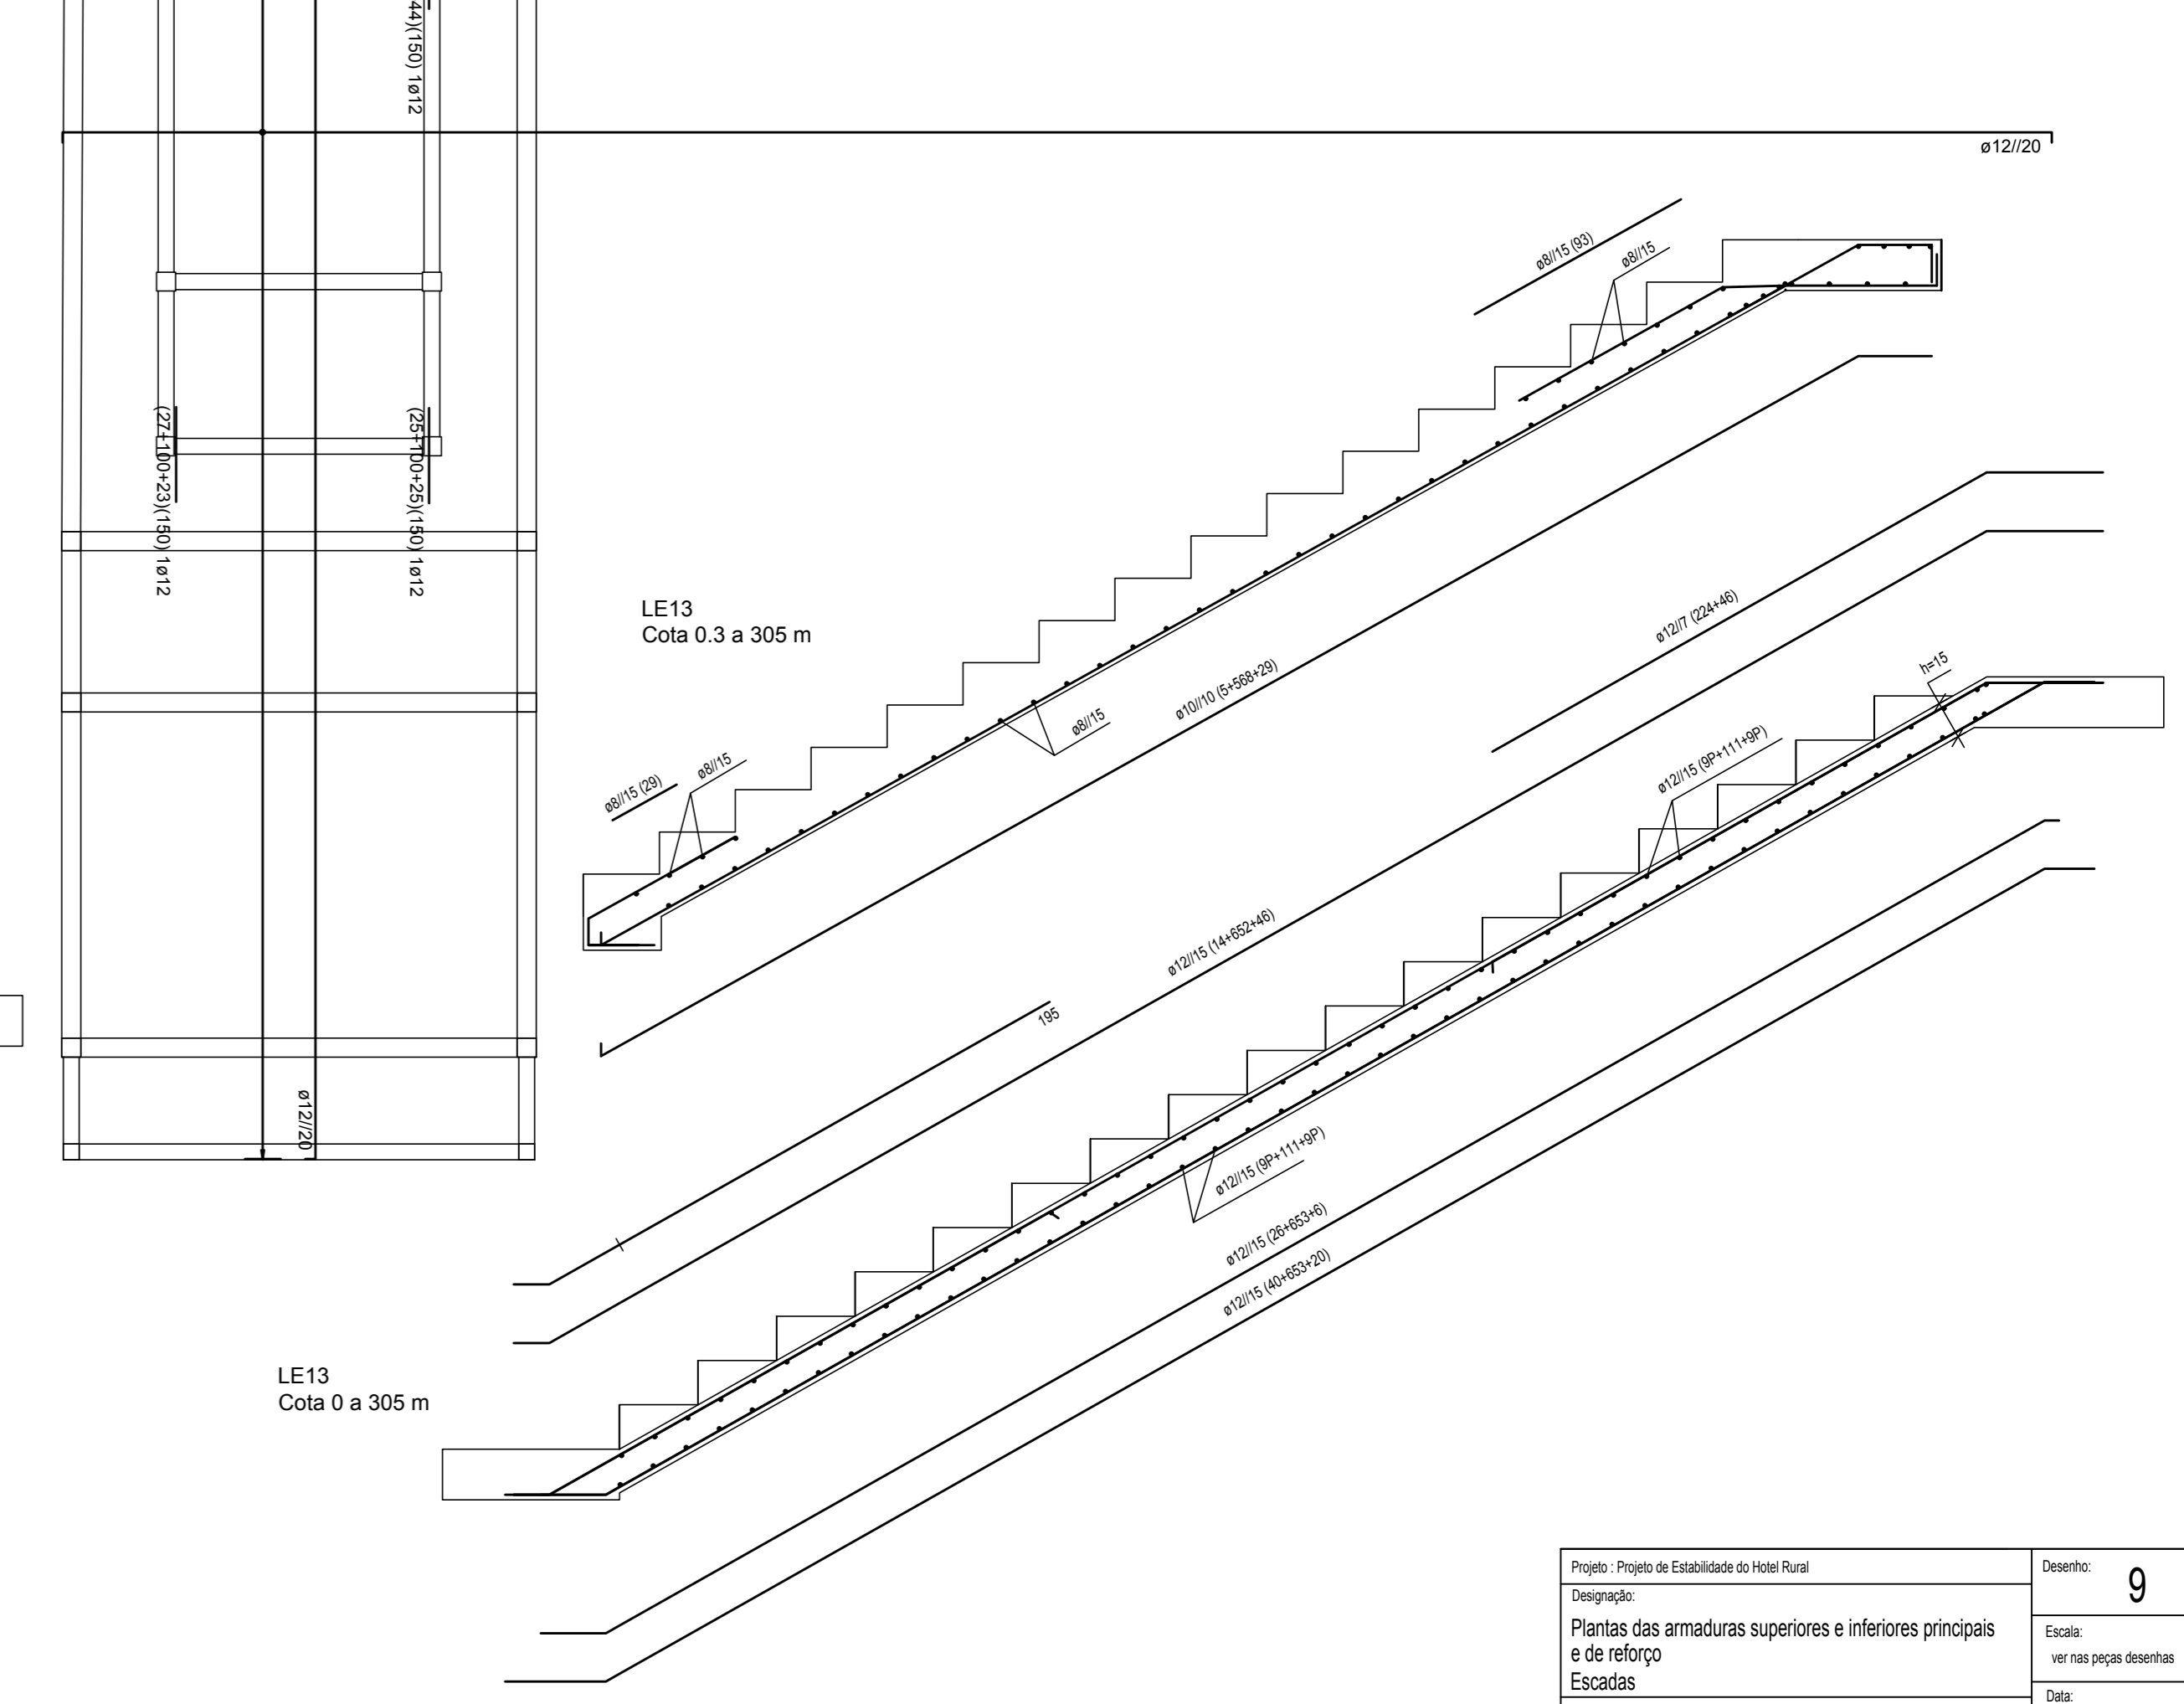 44)(150) 1ø12
ø12//20
ø8//15 (93)
ø8//15
(27+100+23)(150) 1ø12
(25+100+25)(150) 1ø12
LE13
Cota 0.3 a 305 m
ø12//7 (224+46)
h=15
ø10//10 (5+568+29)
ø8//15
ø8//15
ø8//15 (29)
ø12//15 (9P+111+9P)
ø12//15 (14+652+46)
195
ø12//20
ø12//15 (9P+111+9P)
ø12//15 (26+653+6)
ø12//15 (40+653+20)
LE13
Cota 0 a 305 m
Projeto : Projeto de Estabilidade do Hotel Rural
Desenho:
9
Designação:
Plantas das armaduras superiores e inferiores principais
e de reforço
Escadas
Escala:
ver nas peças desenhas
Data: